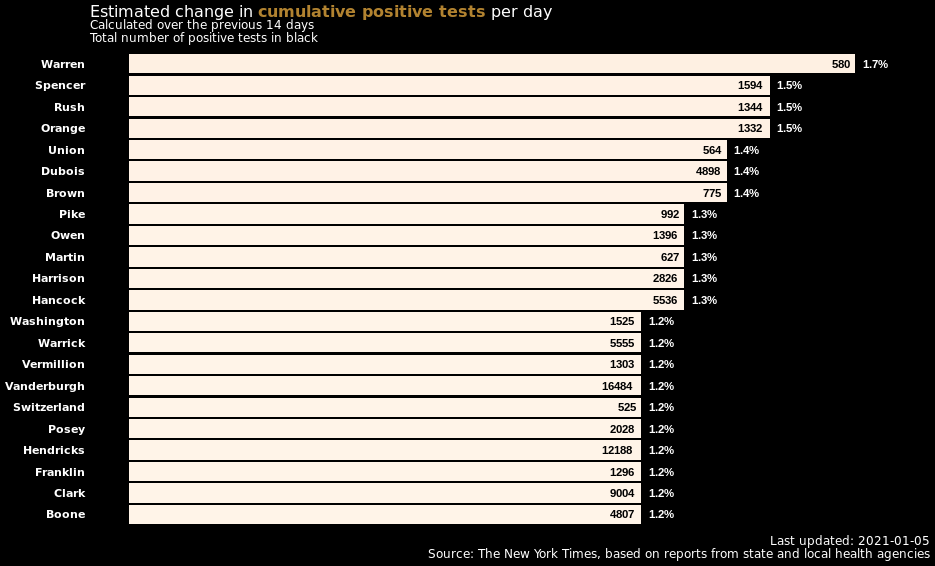 Estimated change in cumulative positive tests per day
Calculated over the previous 14 days
Total number of positive tests in black
Warren 580 1.7%
Spencer 1594 1.5%
Rush 1344 1.5%
Orange 1332 1.5%
Union 564 1.4%
Dubois 4898 1.4%
Brown 775 1.4%
Pike 992 1.3%
Owen 1396 1.3%
Martin 627 1.3%
Harrison 2826 1.3%
Hancock 5536 1.3%
Washington 1525 1.2%
Warrick 5555 1.2%
Vermillion 1303 1.2%
Vanderburgh 16484 1.2%
Switzerland 525 1.2%
Posey 2028 1.2%
Hendricks 12188 1.2%
Franklin 1296 1.2%
Clark 9004 1.2%
Boone 4807 1.2%
Last updated: 2021-01-05
Source: The New York Times, based on reports from state and local health agencies